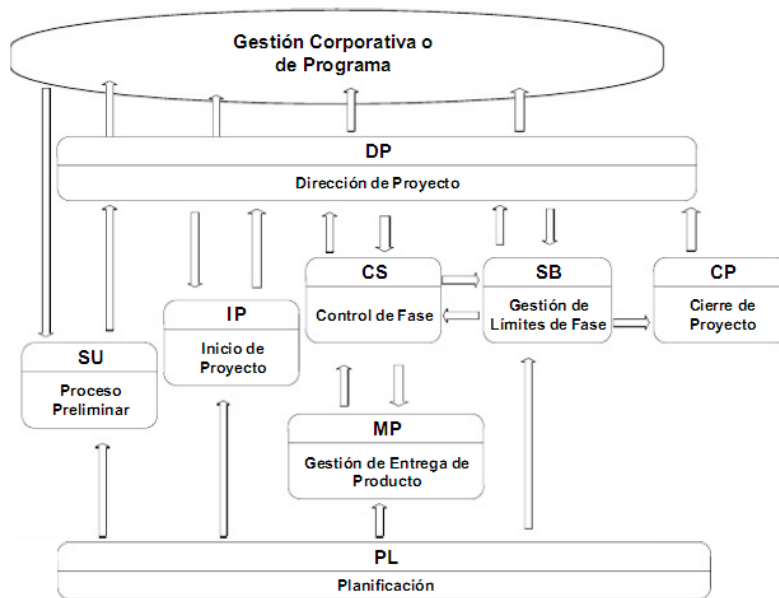 Gestión Corporativa o
de Programa
DP
Dirección de Proyecto
CS
Control de Fase
SB
Gestión de
Límites de Fase
CP
Cierre de
Proyecto
IP
Inicio de
Proyecto
SU
Proceso
Preliminar
MP
Gestión de Entrega de
Producto
PL
Planificación